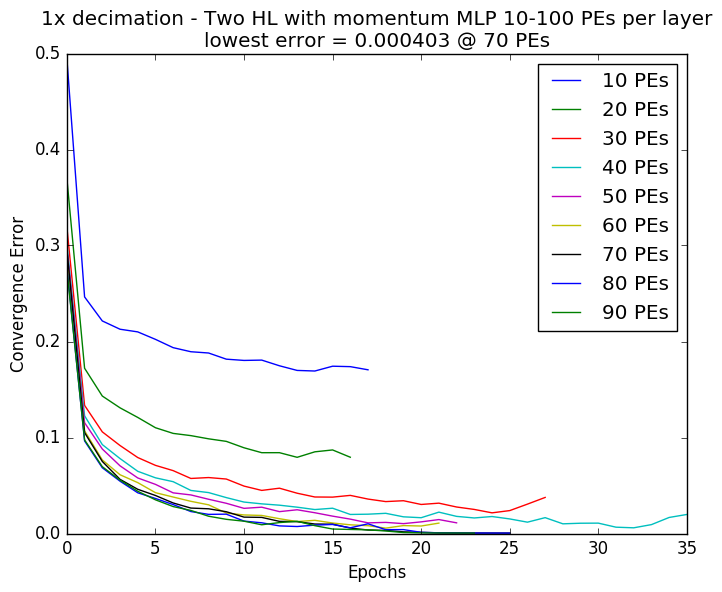 1x decimation - Two HL with momentum MLP 10-100 PEs per layer
lowest error = 0.000403 @ 70 PEs
0.5
0.4
0.3
0.2
0.1
0.0
Convergence Error
0 5 10 15 20 25 30 35
Epochs
10 PEs
20 PEs
30 PEs
40 PEs
50 PEs
60 PEs
70 PEs
80 PEs
90 PEs